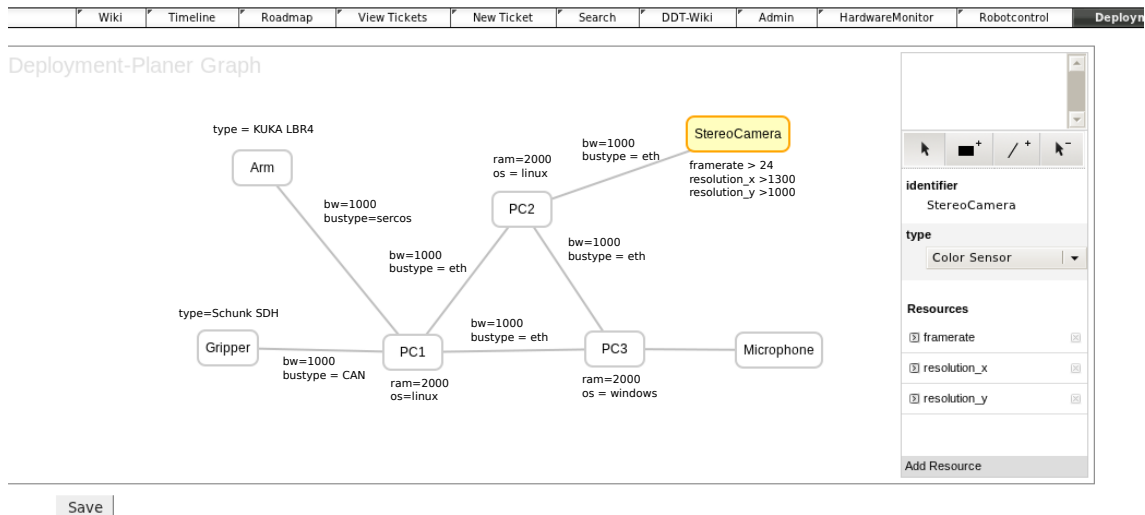 Wiki
Timeline
Roadmap
View Tickets
New Ticket
Search
DDT-Wiki
Admin
HardwareMonitor
Robotcontrol
Deploym
Deployment-Planer Graph
type = KUKA LBR4
Arm
bw=1000
bustype=sercos
ram=2000
os = linux
PC2
bw=1000
bustype = eth
StereoCamera
framerate > 24
resolution_x >1300
resolution_y >1000
bw=1000
bustype = eth
bw=1000
bustype = eth
type=Schunk SDH
Gripper
bw=1000
bustype = CAN
PC1
ram=2000
os=linux
bw=1000
bustype = eth
PC3
ram=2000
os = windows
Microphone
identifier
StereoCamera
type
Color Sensor
Resources
framerate
resolution_x
resolution_y
Add Resource
Save